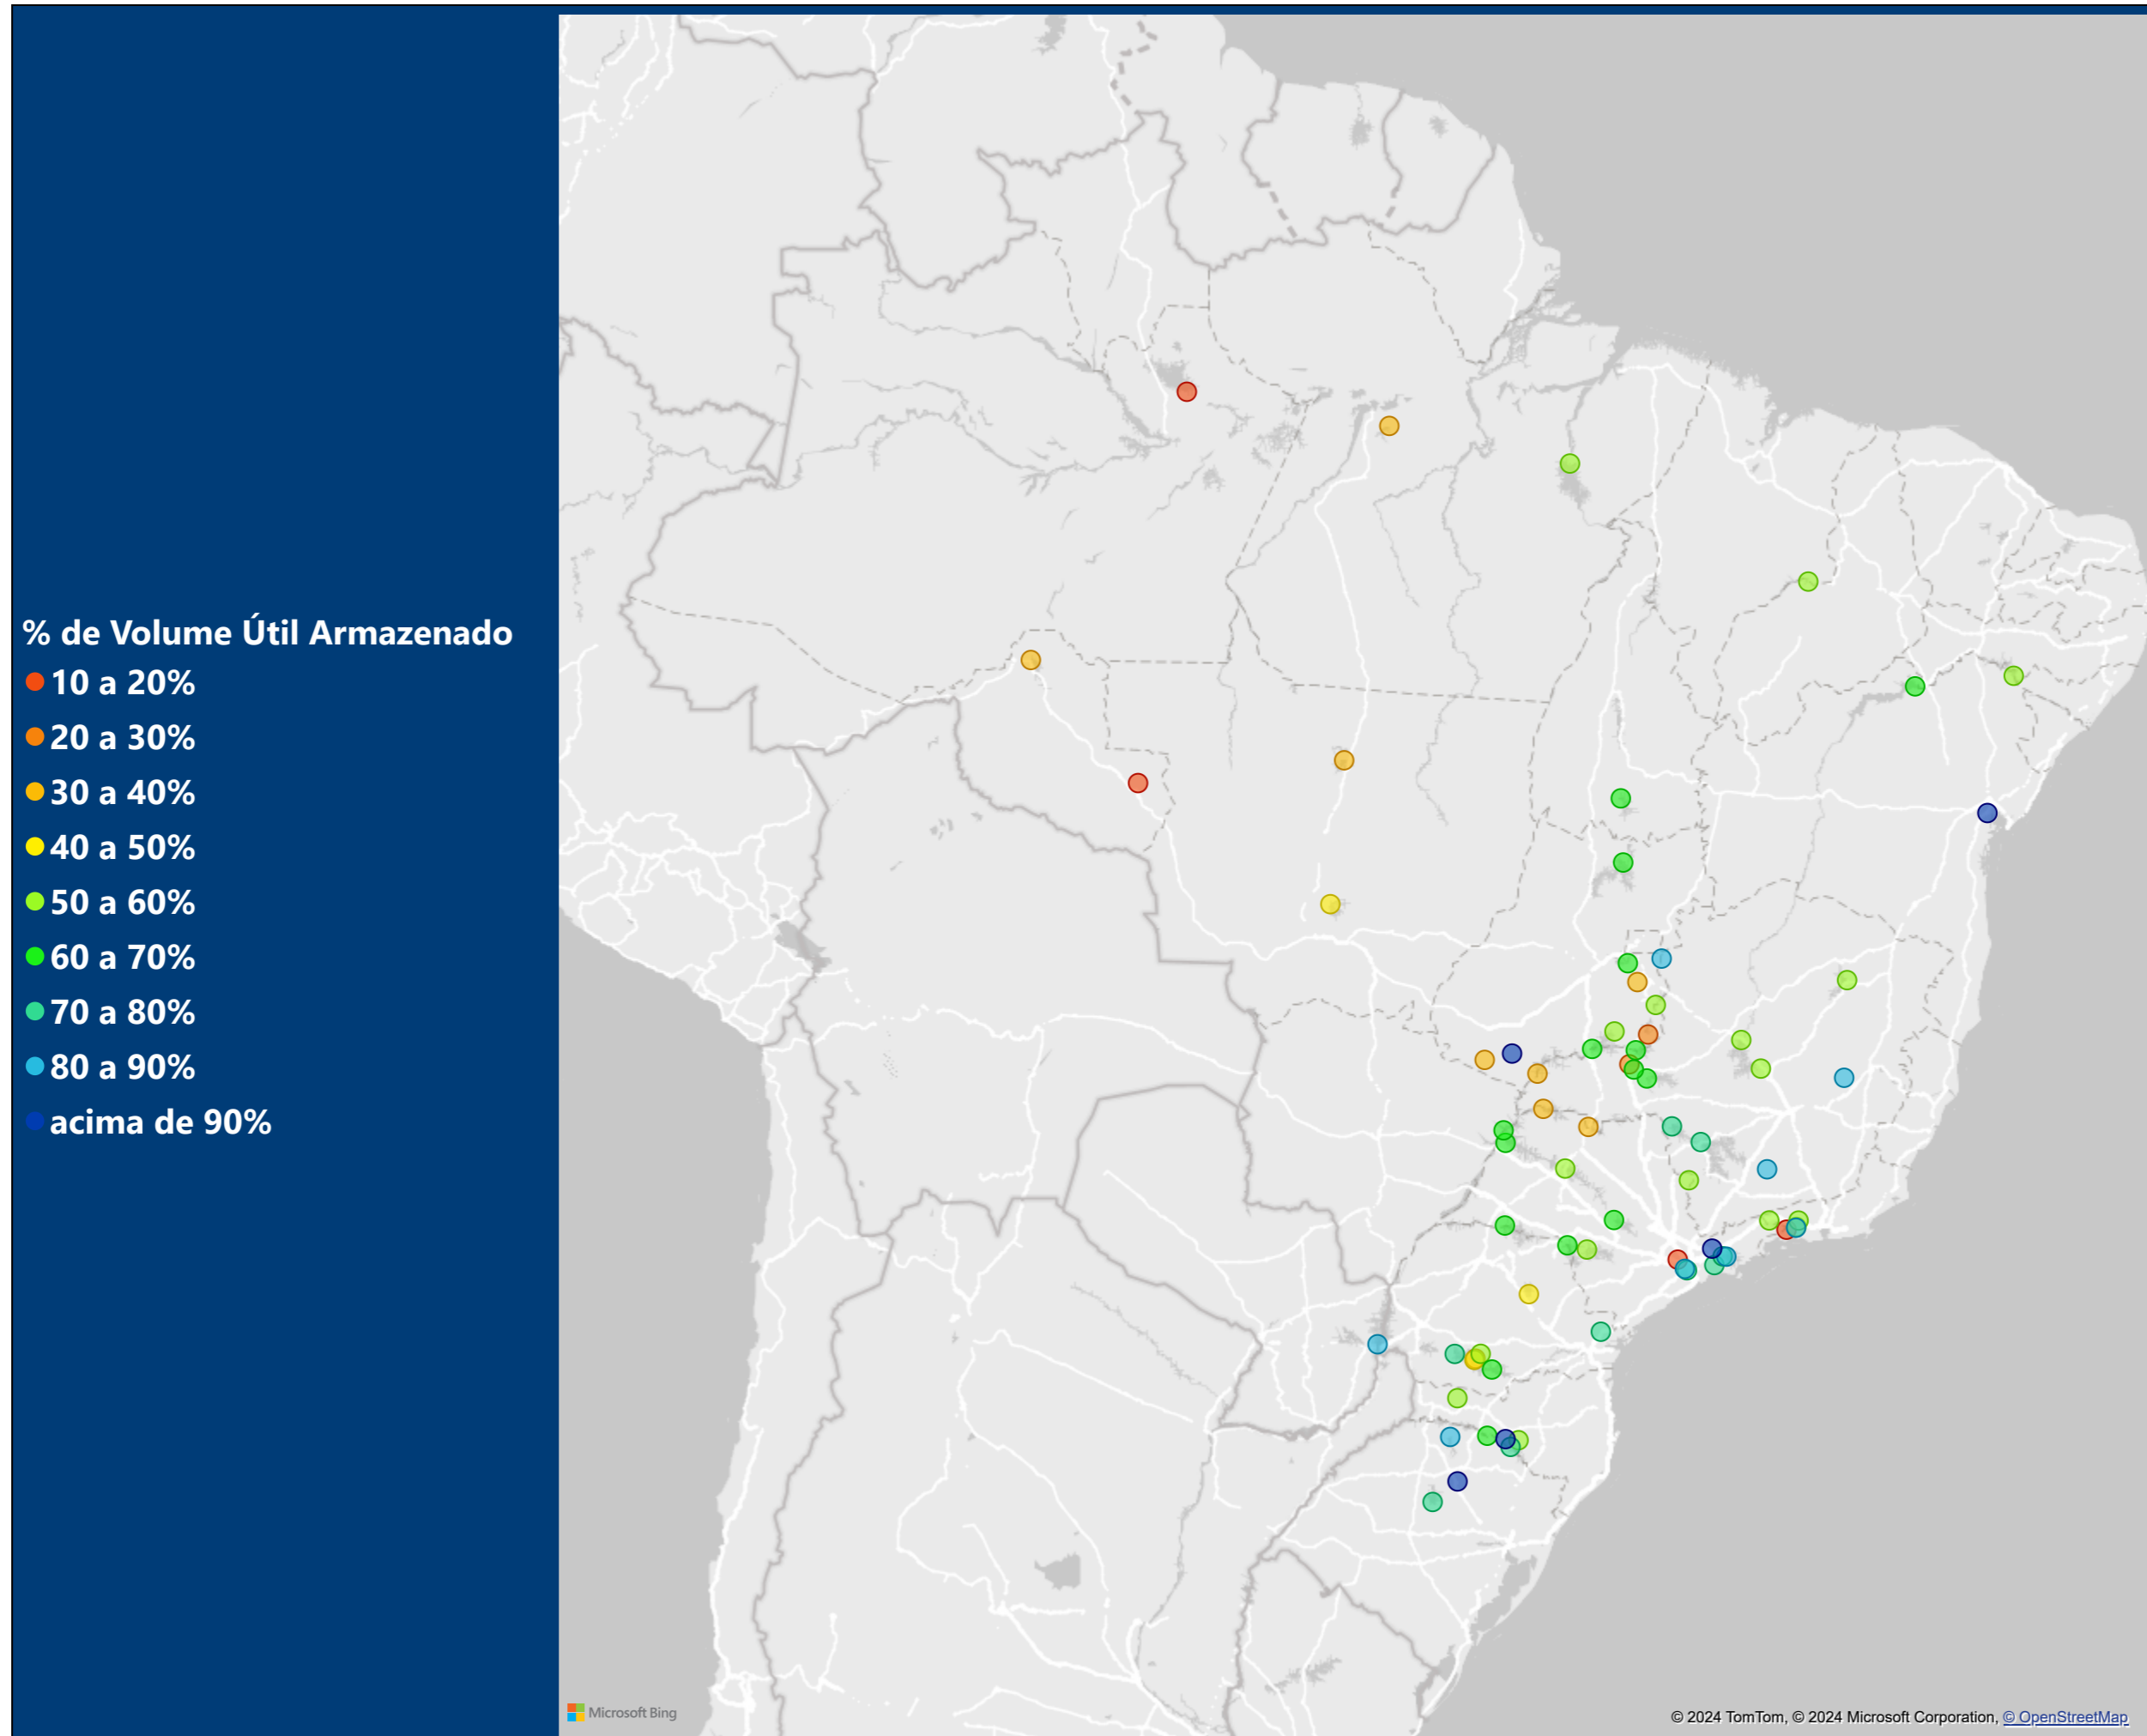 % de Volume Útil Armazenado
10 a 20%
20 a 30%
30 a 40%
40 a 50%
50 a 60%
60 a 70%
70 a 80%
80 a 90%
acima de 90%
Microsoft Bing
© 2024 TomTom, © 2024 Microsoft Corporation, © OpenStreetMap